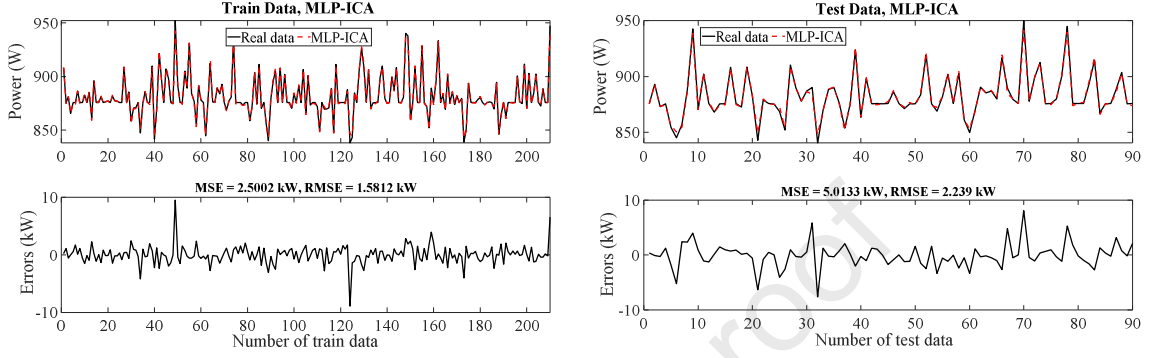 Train Data, MLP-ICA
Power (W)
950
900
850
Real data MLP-ICA
0 20 40 60 80 100 120 140 160 180 200
MSE = 2.5002 kW, RMSE = 1.5812 kW
Errors (kW)
10
0
-10
0 20 40 60 80 100 120 140 160 180 200
Number of train data
Test Data, MLP-ICA
Power (W)
950
900
850
Real data MLP-ICA
0 10 20 30 40 50 60 70 80 90
Number of test data
MSE = 5.0133 kW, RMSE = 2.239 kW
Errors (kW)
10
0
-10
0 10 20 30 40 50 60 70 80 90
Number of test data
roof